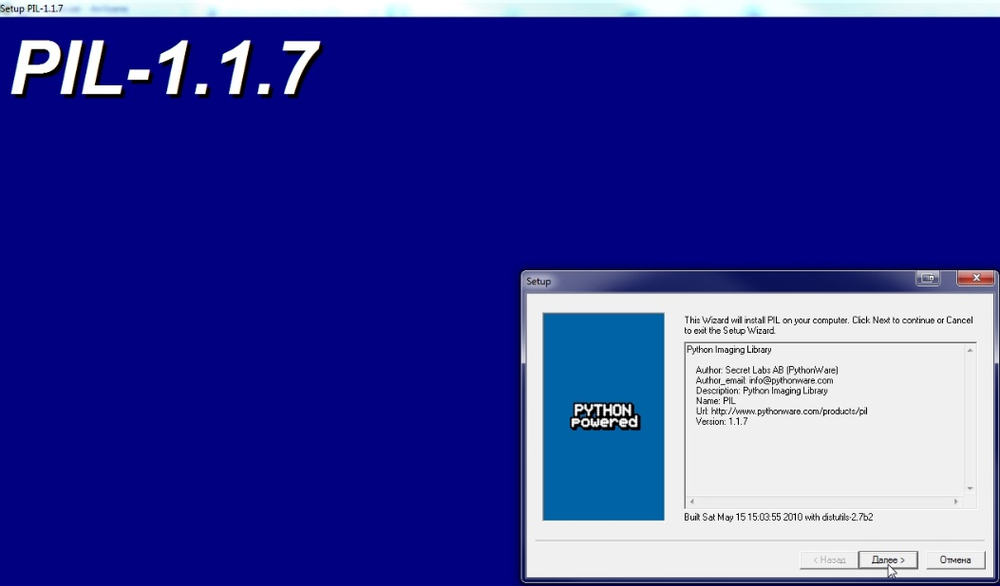 Setup PIL-1.1.7
PIL-1.1.7
Setup
This Wizard will install PIL on your computer. Click Next to continue or Cancel
to exit the Setup Wizard.
Python Imaging Library
Author: Secret Labs AB (PythonWare)
Author_email: info@pythonware.com
Description: Python Imaging Library
Name: PIL
Url: http://www.pythonware.com/products/pil
Version: 1.1.7
PYTHON
powered
Built Sat May 15 15:03:55 2010 with distutils-2.7b2
< Назад
Далее >
Отмена